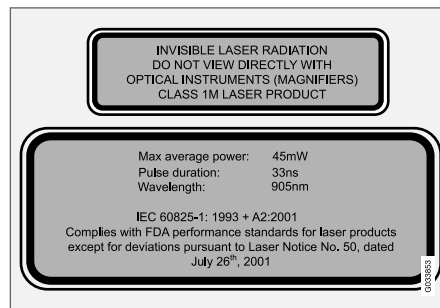 INVISIBLE LASER RADIATION
DO NOT VIEW DIRECTLY WITH
OPTICAL INSTRUMENTS (MAGNIFIERS)
CLASS 1M LASER PRODUCT
Max average power: 45mW
Pulse duration: 33ns
Wavelength: 905nm
IEC 60825-1: 1993 + A2:2001
Complies with FDA performance standards for laser products
except for deviations pursuant to Laser Notice No. 50, dated
July 26th, 2001
G033853